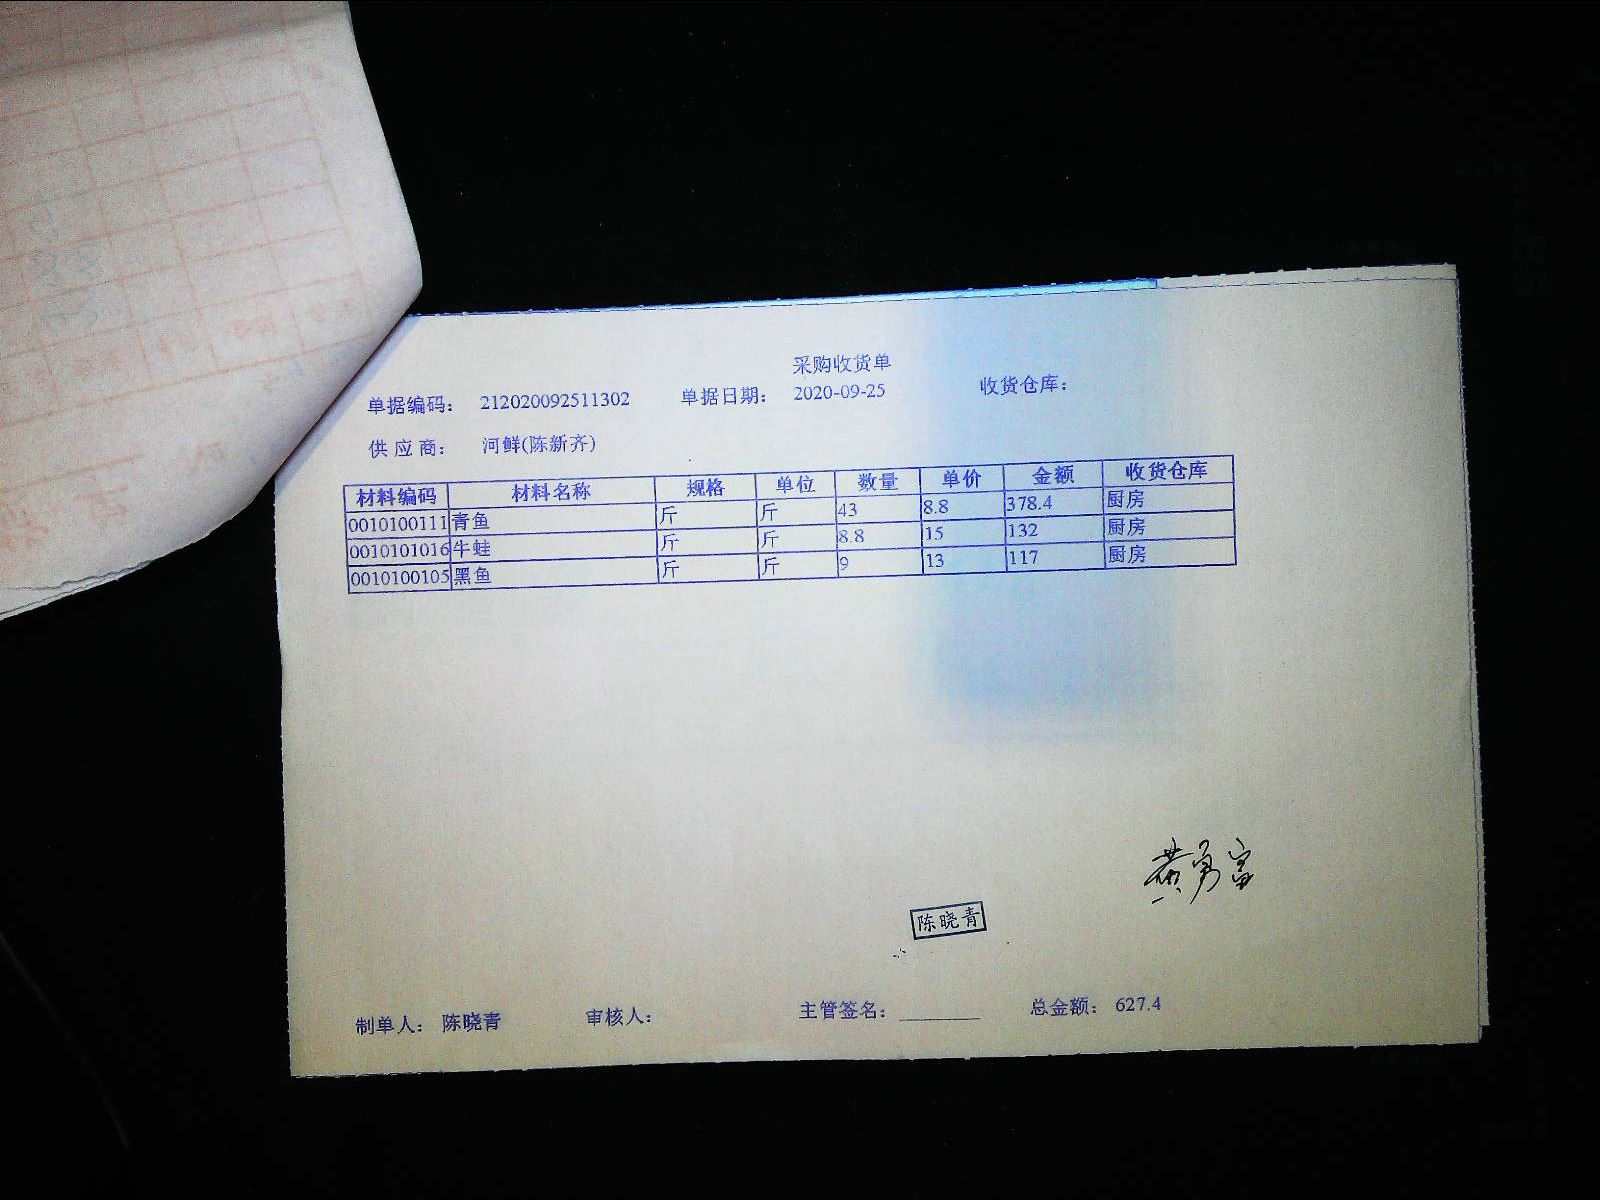 采购收货单
单据编码： 212020092511302 单据日期： 2020-09-25 收货仓库：
供应商： 河鲜(陈新齐)
材料编码 材料名称 规格 单位 数量 单价 金额 收货仓库
0010100111 青鱼 斤 斤 43 8.8 378.4 厨房
0010101016 牛蛙 斤 斤 8.8 15 132 厨房
0010100105 黑鱼 斤 斤 9 13 117 厨房
黄勇富
陈晓青
制单人： 陈晓青 审核人： 主管签名： ________ 总金额： 627.4